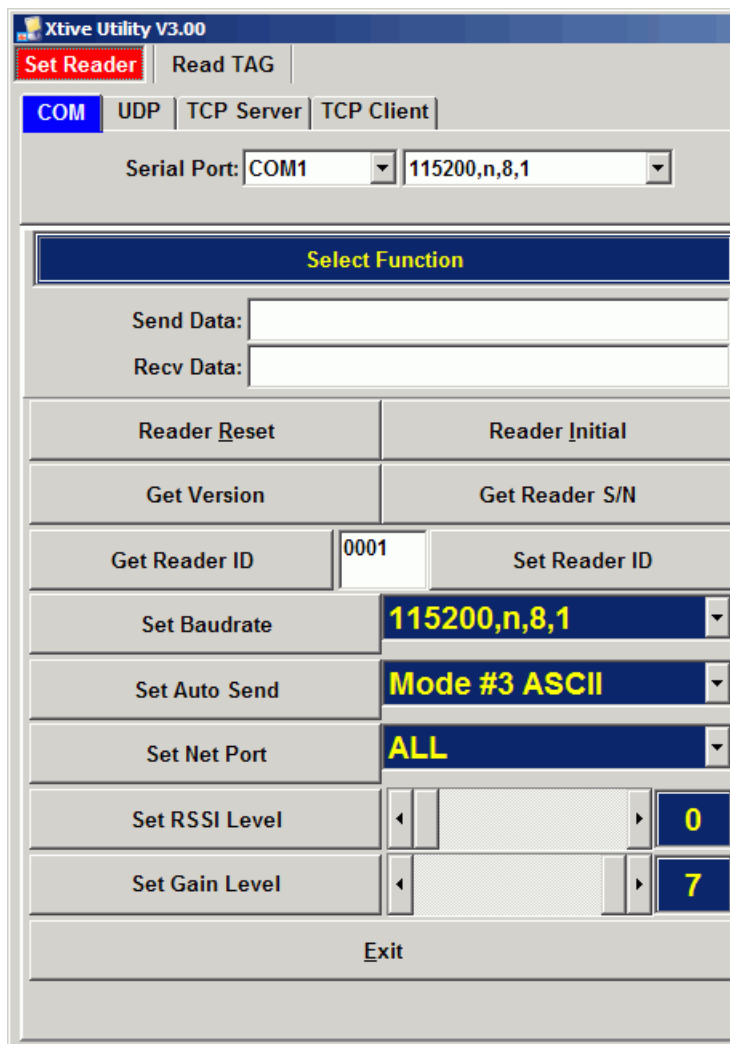 Xtive Utility V3.00
Set Reader Read TAG
COM UDP TCP Server TCP Client
Serial Port: COM1 115200,n,8,1
Select Function
Send Data:
Recv Data:
Reader Reset Reader Initial
Get Version Get Reader S/N
Get Reader ID 0001 Set Reader ID
Set Baudrate 115200,n,8,1
Set Auto Send Mode #3 ASCII
Set Net Port ALL
Set RSSI Level 0
Set Gain Level 7
Exit